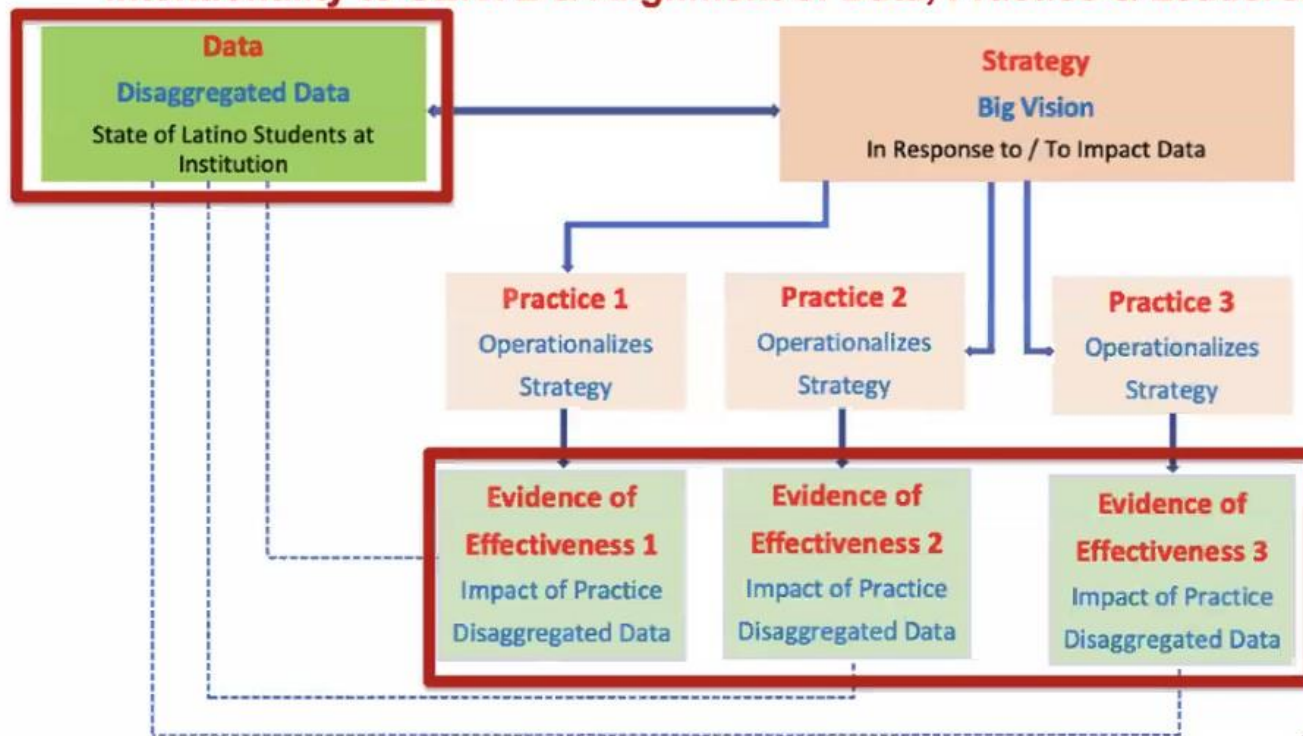 Data
Disaggregated Data
State of Latino Students at
Institution
Strategy
Big Vision
In Response to / To Impact Data
Practice 1
Operationalizes
Strategy
Practice 2
Operationalizes
Strategy
Practice 3
Operationalizes
Strategy
Evidence of
Effectiveness 1
Impact of Practice
Disaggregated Data
Evidence of
Effectiveness 2
Impact of Practice
Disaggregated Data
Evidence of
Effectiveness 3
Impact of Practice
Disaggregated Data